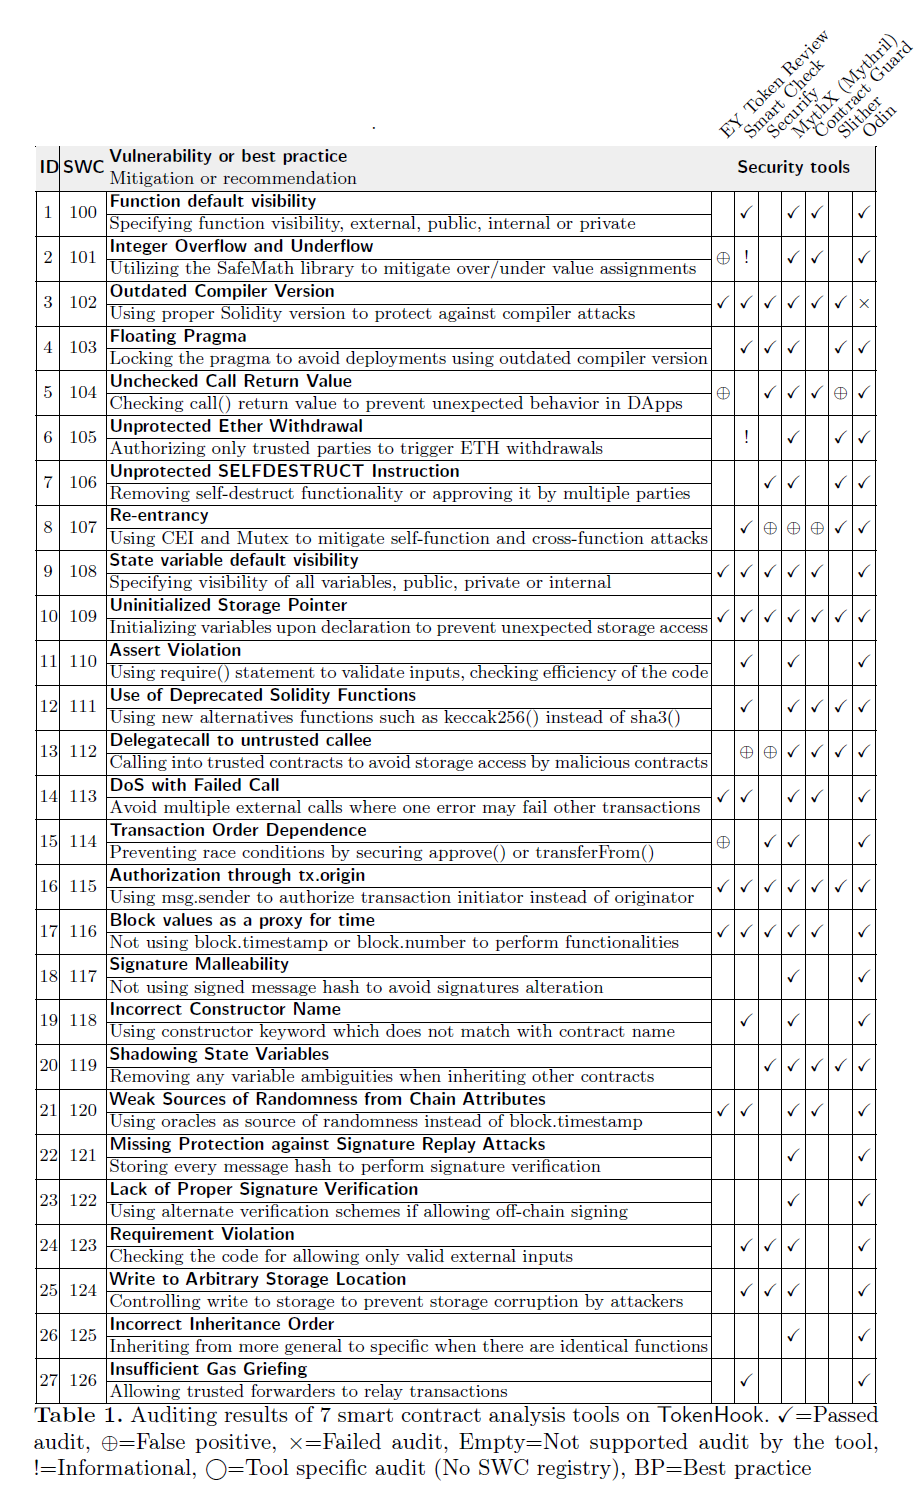 EY Token Review
Smart Check
Securify
MythX (Mythril)
Contract Guard
Slither
Odin
.
ID SWC Vulnerability or best practice
Mitigation or recommendation
Security tools
1 100 Function default visibility
Specifying function visibility, external, public, internal or private
✓ ✓ ✓ ✓
2 101 Integer Overflow and Underflow
Utilizing the SafeMath library to mitigate over/under value assignments
⊕ ! ✓ ✓ ✓
3 102 Outdated Compiler Version
Using proper Solidity version to protect against compiler attacks
✓ ✓ ✓ ✓ ✓ ✓ ×
4 103 Floating Pragma
Locking the pragma to avoid deployments using outdated compiler version
✓ ✓ ✓ ✓ ✓
5 104 Unchecked Call Return Value
Checking call() return value to prevent unexpected behavior in DApps
⊕ ✓ ✓ ✓ ⊕ ✓
6 105 Unprotected Ether Withdrawal
Authorizing only trusted parties to trigger ETH withdrawals
! ✓ ✓ ✓
7 106 Unprotected SELFDESTRUCT Instruction
Removing self-destruct functionality or approving it by multiple parties
✓ ✓ ✓ ✓
8 107 Re-entrancy
Using CEI and Mutex to mitigate self-function and cross-function attacks
✓ ⊕ ⊕ ⊕ ✓ ✓
9 108 State variable default visibility
Specifying visibility of all variables, public, private or internal
✓ ✓ ✓ ✓ ✓ ✓
10 109 Uninitialized Storage Pointer
Initializing variables upon declaration to prevent unexpected storage access
✓ ✓ ✓ ✓ ✓ ✓ ✓
11 110 Assert Violation
Using require() statement to validate inputs, checking efficiency of the code
✓ ✓ ✓
12 111 Use of Deprecated Solidity Functions
Using new alternatives functions such as keccak256() instead of sha3()
✓ ✓ ✓ ✓ ✓
13 112 Delegatecall to untrusted callee
Calling into trusted contracts to avoid storage access by malicious contracts
⊕ ⊕ ✓ ✓ ✓ ✓
14 113 DoS with Failed Call
Avoid multiple external calls where one error may fail other transactions
✓ ✓ ✓ ✓ ✓
15 114 Transaction Order Dependence
Preventing race conditions by securing approve() or transferFrom()
⊕ ✓ ✓ ✓
16 115 Authorization through tx.origin
Using msg.sender to authorize transaction initiator instead of originator
✓ ✓ ✓ ✓ ✓ ✓ ✓
17 116 Block values as a proxy for time
Not using block.timestamp or block.number to perform functionalities
✓ ✓ ✓ ✓ ✓ ✓
18 117 Signature Malleability
Not using signed message hash to avoid signatures alteration
✓ ✓
19 118 Incorrect Constructor Name
Using constructor keyword which does not match with contract name
✓ ✓ ✓
20 119 Shadowing State Variables
Removing any variable ambiguities when inheriting other contracts
✓ ✓ ✓ ✓ ✓
21 120 Weak Sources of Randomness from Chain Attributes
Using oracles as source of randomness instead of block.timestamp
✓ ✓ ✓ ✓ ✓
22 121 Missing Protection against Signature Replay Attacks
Storing every message hash to perform signature verification
✓ ✓
23 122 Lack of Proper Signature Verification
Using alternate verification schemes if allowing off-chain signing
✓ ✓
24 123 Requirement Violation
Checking the code for allowing only valid external inputs
✓ ✓ ✓ ✓
25 124 Write to Arbitrary Storage Location
Controlling write to storage to prevent storage corruption by attackers
✓ ✓ ✓ ✓
26 125 Incorrect Inheritance Order
Inheriting from more general to specific when there are identical functions
✓ ✓
27 126 Insufficient Gas Griefing
Allowing trusted forwarders to relay transactions
✓ ✓
Table 1. Auditing results of 7 smart contract analysis tools on TokenHook. ✓=Passed
audit, ⊕=False positive, ×=Failed audit, Empty=Not supported audit by the tool,
!=Informational, ◯=Tool specific audit (No SWC registry), BP=Best practice